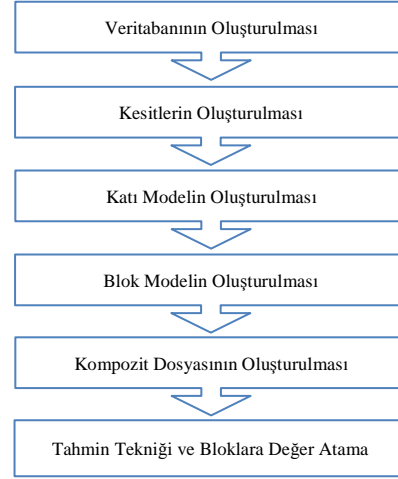 Veritabanının Oluşturulması
Kesitlerin Oluşturulması
Katı Modelin Oluşturulması
Blok Modelin Oluşturulması
Kompozit Dosyasının Oluşturulması
Tahmin Tekniği ve Bloklara Değer Atama